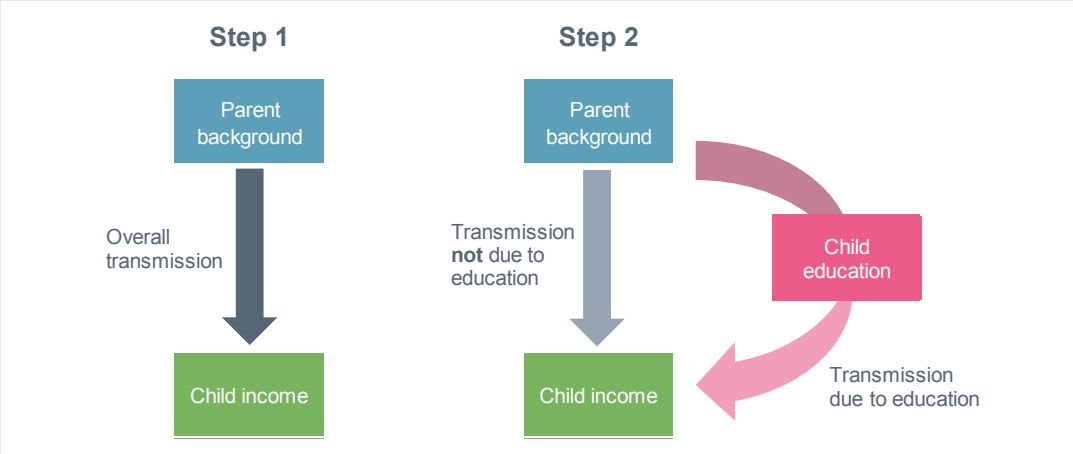 Step 1
Parent
background
Overall
transmission
Child income
Step 2
Parent
background
Transmission
not due to
education
Child
education
Child income
Transmission
due to education